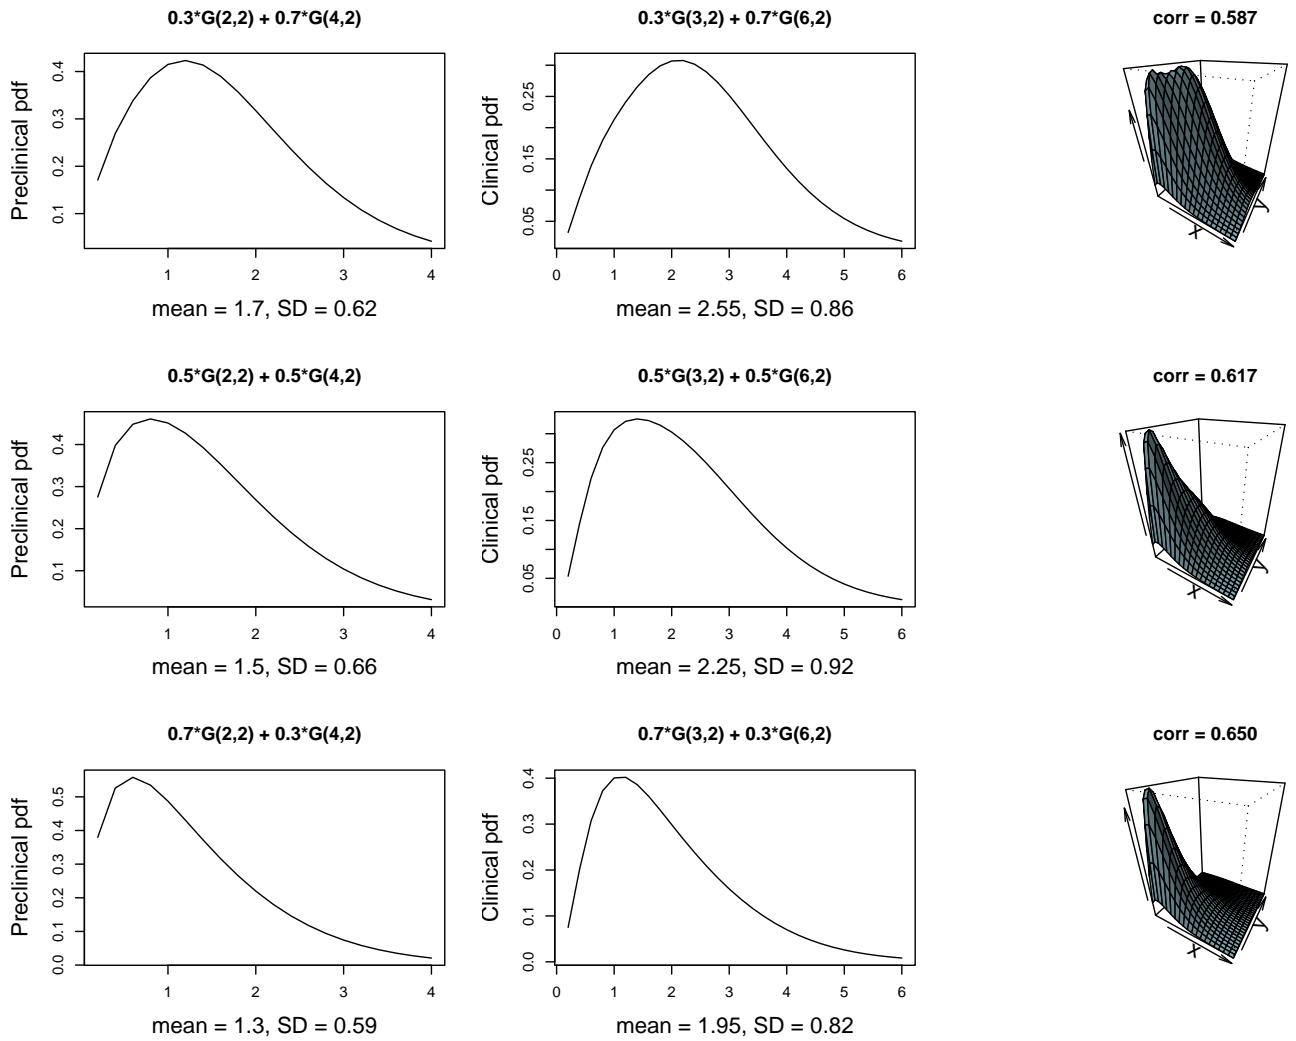 0.3*G(2,2) + 0.7*G(4,2)
Preclinical pdf
0.1 0.2 0.3 0.4
1 2 3 4
mean = 1.7, SD = 0.62
0.3*G(3,2) + 0.7*G(6,2)
Clinical pdf
0.05 0.15 0.25
0 1 2 3 4 5 6
mean = 2.55, SD = 0.86
corr = 0.587
X
Y
0.5*G(2,2) + 0.5*G(4,2)
Preclinical pdf
0.1 0.2 0.3 0.4
1 2 3 4
mean = 1.5, SD = 0.66
0.5*G(3,2) + 0.5*G(6,2)
Clinical pdf
0.05 0.15 0.25
0 1 2 3 4 5 6
mean = 2.25, SD = 0.92
corr = 0.617
X
Y
0.7*G(2,2) + 0.3*G(4,2)
Preclinical pdf
0.0 0.1 0.2 0.3 0.4 0.5
1 2 3 4
mean = 1.3, SD = 0.59
0.7*G(3,2) + 0.3*G(6,2)
Clinical pdf
0.0 0.1 0.2 0.3 0.4
0 1 2 3 4 5 6
mean = 1.95, SD = 0.82
corr = 0.650
X
Y